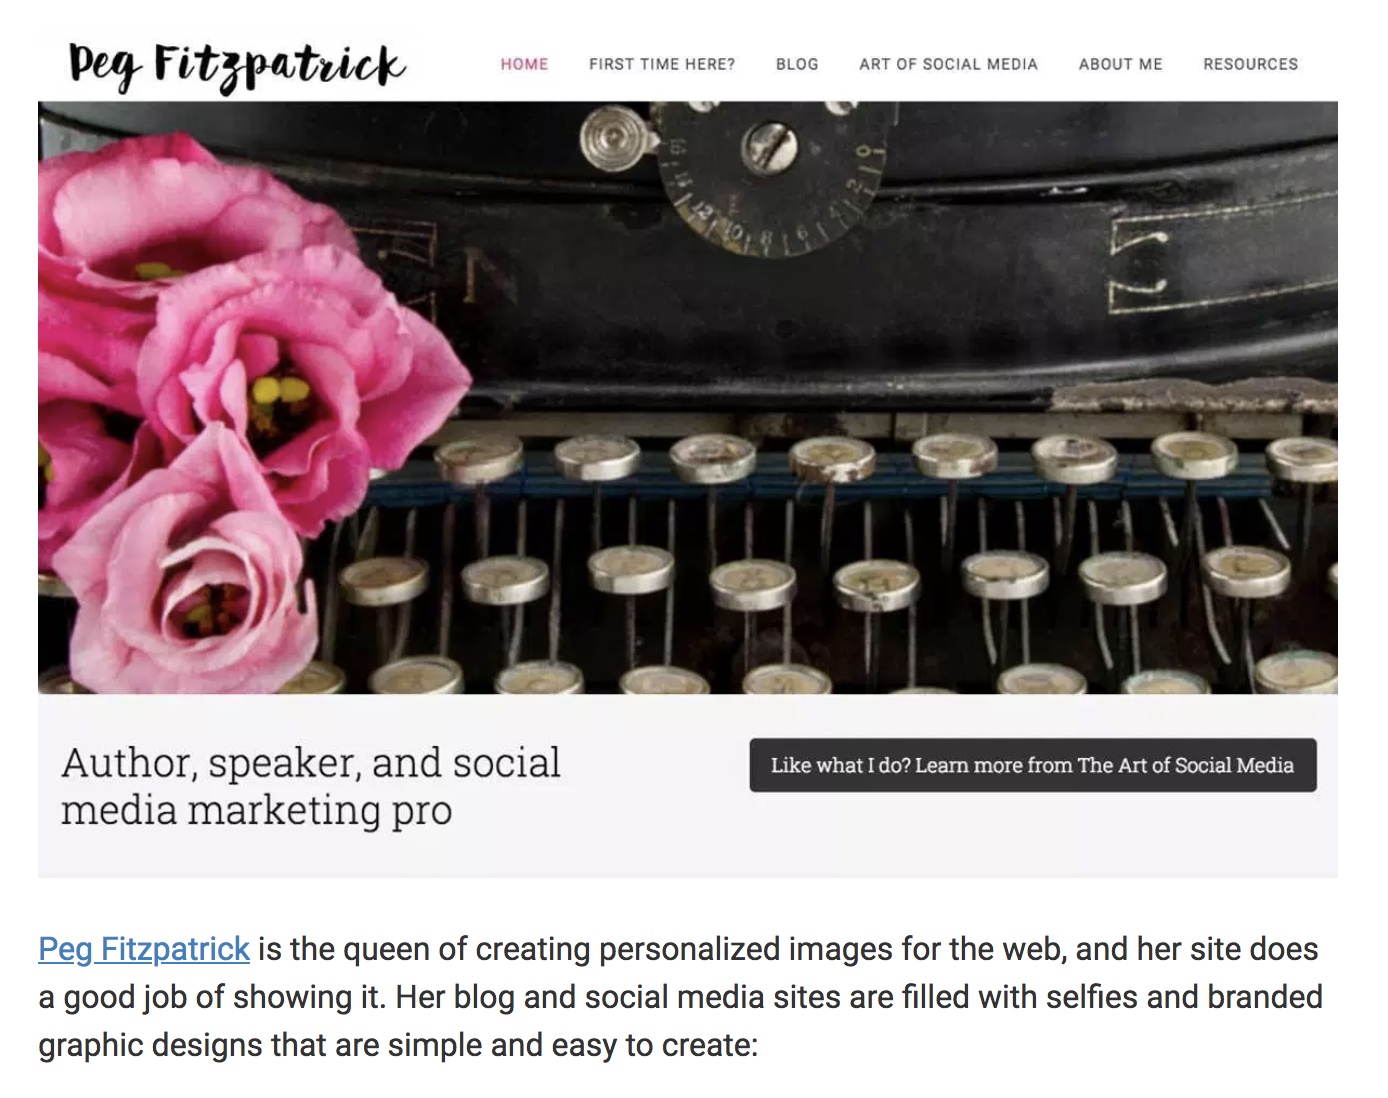 Peg Fitzpatrick
HOME FIRST TIME HERE? BLOG ART OF SOCIAL MEDIA ABOUT ME RESOURCES
Author, speaker, and social
media marketing pro
Like what I do? Learn more from The Art of Social Media
Peg Fitzpatrick is the queen of creating personalized images for the web, and her site does
a good job of showing it. Her blog and social media sites are filled with selfies and branded
graphic designs that are simple and easy to create: